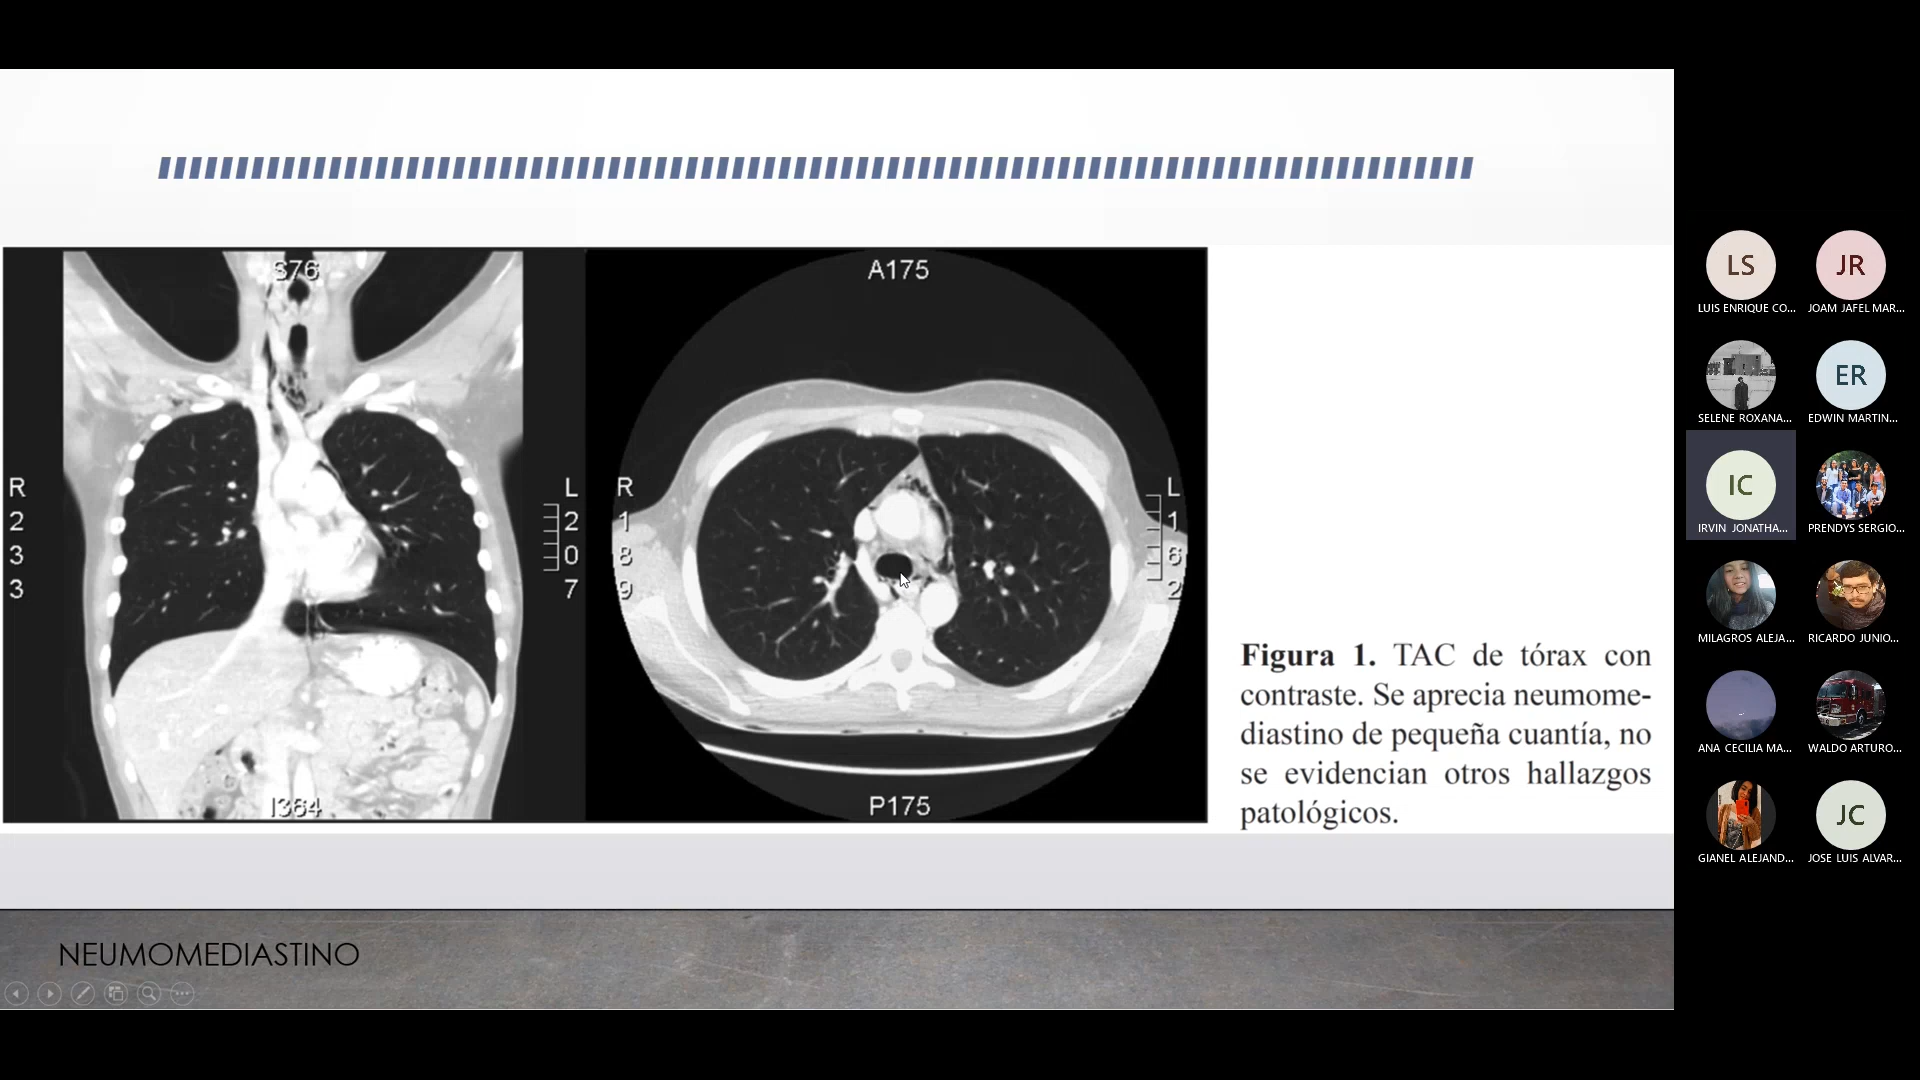 S76
R
2
3
3
L
2
0
7
I364
A175
R
1
8
9
L
1
6
2
P175
Figura 1. TAC de tórax con
contraste. Se aprecia neumome-
diastino de pequeña cuantía, no
se evidencian otros hallazgos
patológicos.
NEUMOMEDIASTINO
LS
JR
LUIS ENRIQUE CO...
JOAM JAFEL MAR...
ER
SELENE ROXANA...
EDWIN MARTIN...
IC
IRVIN JONATHA...
PRENDYS SERGIO...
MILAGROS ALEJA...
RICARDO JUNIO...
ANA CECILIA MA...
WALDO ARTURO...
JC
GIANEL ALEJAND...
JOSE LUIS ALVAR...